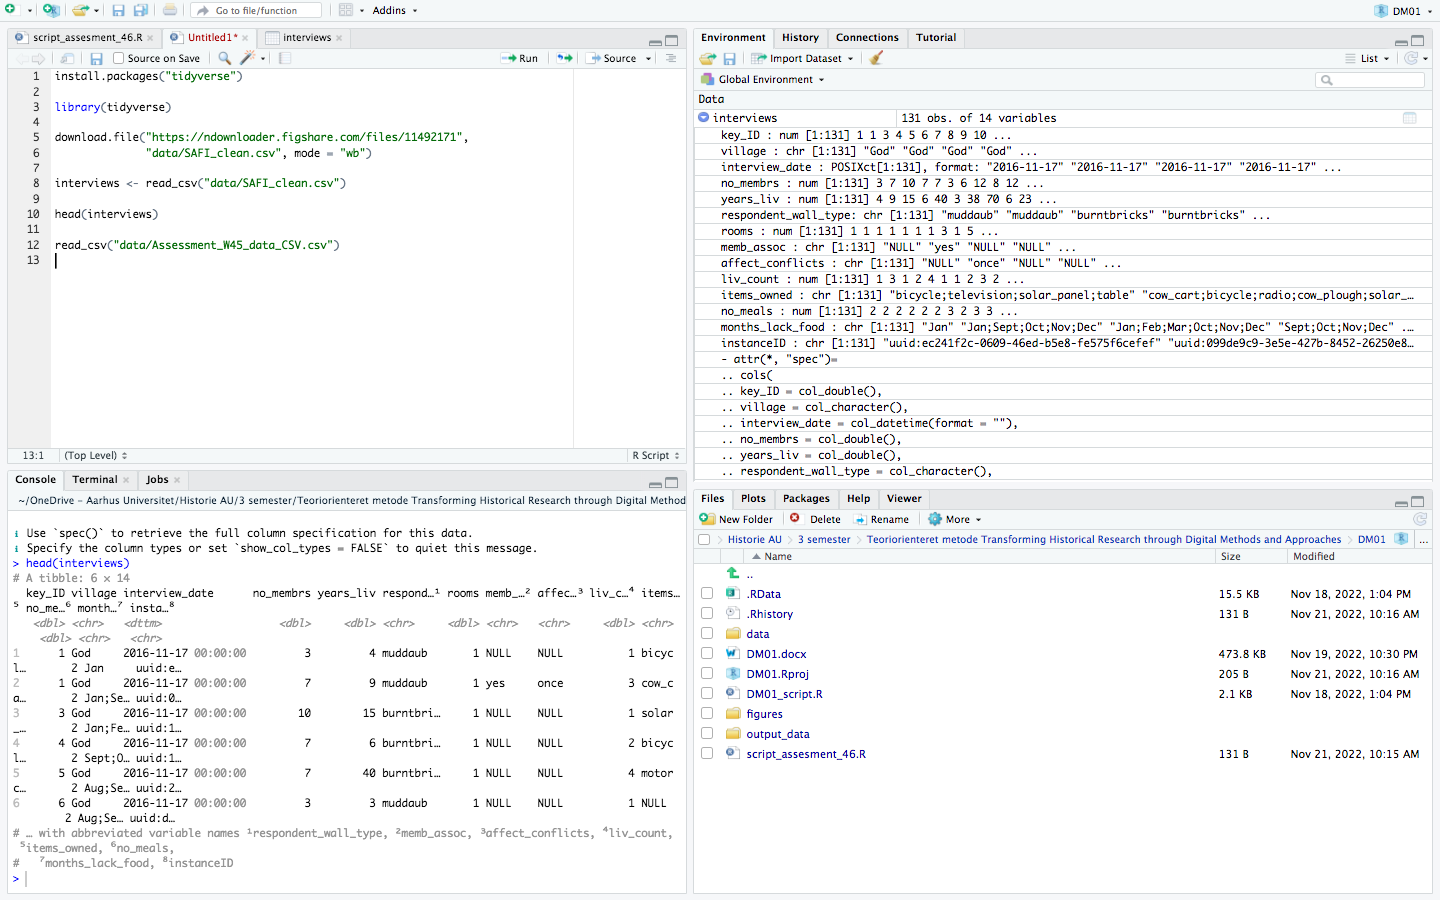 Go to file/function
Addins
DM01
script_assesment_46.R
Untitled1*
interviews
Source on Save
Run
Source
1 install.packages("tidyverse")
2
3 library(tidyverse)
4
5 download.file("https://ndownloader.figshare.com/files/11492171",
6 "data/SAFI_clean.csv", mode = "wb")
7
8 interviews <- read_csv("data/SAFI_clean.csv")
9
10 head(interviews)
11
12 read_csv("data/Assessment_W45_data_CSV.csv")
13
13:1 (Top Level) R Script
Console Terminal Jobs
~/OneDrive - Aarhus Universitet/Historie AU/3 semester/Teoriorienteret metode Transforming Historical Research through Digital Method
i Use `spec()` to retrieve the full column specification for this data.
i Specify the column types or set `show_col_types = FALSE` to quiet this message.
> head(interviews)
# A tibble: 6 × 14
key_ID village interview_date no_membrs years_liv respond…¹ rooms memb_…² affec…³ liv_c…⁴ items…
⁵ no_me…⁶ month…⁷ insta…⁸
<dbl> <chr> <dttm> <dbl> <dbl> <chr> <dbl> <chr> <chr> <dbl> <chr>
<dbl> <chr> <chr>
1 1 God 2016-11-17 00:00:00 3 4 muddaub 1 NULL NULL 1 bicyc
l… 2 Jan uuid:e…
2 1 God 2016-11-17 00:00:00 7 9 muddaub 1 yes once 3 cow_c
a… 2 Jan;Se… uuid:0…
3 3 God 2016-11-17 00:00:00 10 15 burntbri… 1 NULL NULL 1 solar
_… 2 Jan;Fe… uuid:1…
4 4 God 2016-11-17 00:00:00 7 6 burntbri… 1 NULL NULL 2 bicyc
l… 2 Sept;O… uuid:1…
5 5 God 2016-11-17 00:00:00 7 40 burntbri… 1 NULL NULL 4 motor
c… 2 Aug;Se… uuid:2…
6 6 God 2016-11-17 00:00:00 3 3 muddaub 1 NULL NULL 1 NULL
2 Aug;Se… uuid:d…
# … with abbreviated variable names ¹respondent_wall_type, ²memb_assoc, ³affect_conflicts, ⁴liv_count,
⁵items_owned, ⁶no_meals,
# ⁷months_lack_food, ⁸instanceID
>
Environment History Connections Tutorial
Import Dataset List
Global Environment
Data
interviews 131 obs. of 14 variables
key_ID : num [1:131] 1 1 3 4 5 6 7 8 9 10 ...
village : chr [1:131] "God" "God" "God" "God" ...
interview_date : POSIXct[1:131], format: "2016-11-17" "2016-11-17" "2016-11-17" "2016-11-17" ...
no_membrs : num [1:131] 3 7 10 7 7 3 6 12 8 12 ...
years_liv : num [1:131] 4 9 15 6 40 3 38 70 6 23 ...
respondent_wall_type: chr [1:131] "muddaub" "muddaub" "burntbricks" "burntbricks" ...
rooms : num [1:131] 1 1 1 1 1 1 1 3 1 5 ...
memb_assoc : chr [1:131] "NULL" "yes" "NULL" "NULL" ...
affect_conflicts : chr [1:131] "NULL" "once" "NULL" "NULL" ...
liv_count : num [1:131] 1 3 1 2 4 1 1 2 3 2 ...
items_owned : chr [1:131] "bicycle;television;solar_panel;table" "cow_cart;bicycle;radio;cow_plough;solar_…
no_meals : num [1:131] 2 2 2 2 2 2 3 2 3 3 ...
months_lack_food : chr [1:131] "Jan" "Jan;Sept;Oct;Nov;Dec" "Jan;Feb;Mar;Oct;Nov;Dec" "Sept;Oct;Nov;Dec" ...
instanceID : chr [1:131] "uuid:ec241f2c-0609-46ed-b5e8-fe575f6cefef" "uuid:099de9c9-3e5e-427b-8452-26250e8…
- attr(*, "spec")=
.. cols(
.. key_ID = col_double(),
.. village = col_character(),
.. interview_date = col_datetime(format = ""),
.. no_membrs = col_double(),
.. years_liv = col_double(),
.. respondent_wall_type = col_character(),
Files Plots Packages Help Viewer
New Folder Delete Rename More
Historie AU 3 semester Teoriorienteret metode Transforming Historical Research through Digital Methods and Approaches DM01 ...
Name Size Modified
..
.RData 15.5 KB Nov 18, 2022, 1:04 PM
.Rhistory 131 B Nov 21, 2022, 10:16 AM
data
DM01.docx 473.8 KB Nov 19, 2022, 10:30 PM
DM01.Rproj 205 B Nov 21, 2022, 10:16 AM
DM01_script.R 2.1 KB Nov 18, 2022, 1:04 PM
figures
output_data
script_assesment_46.R 131 B Nov 21, 2022, 10:15 AM